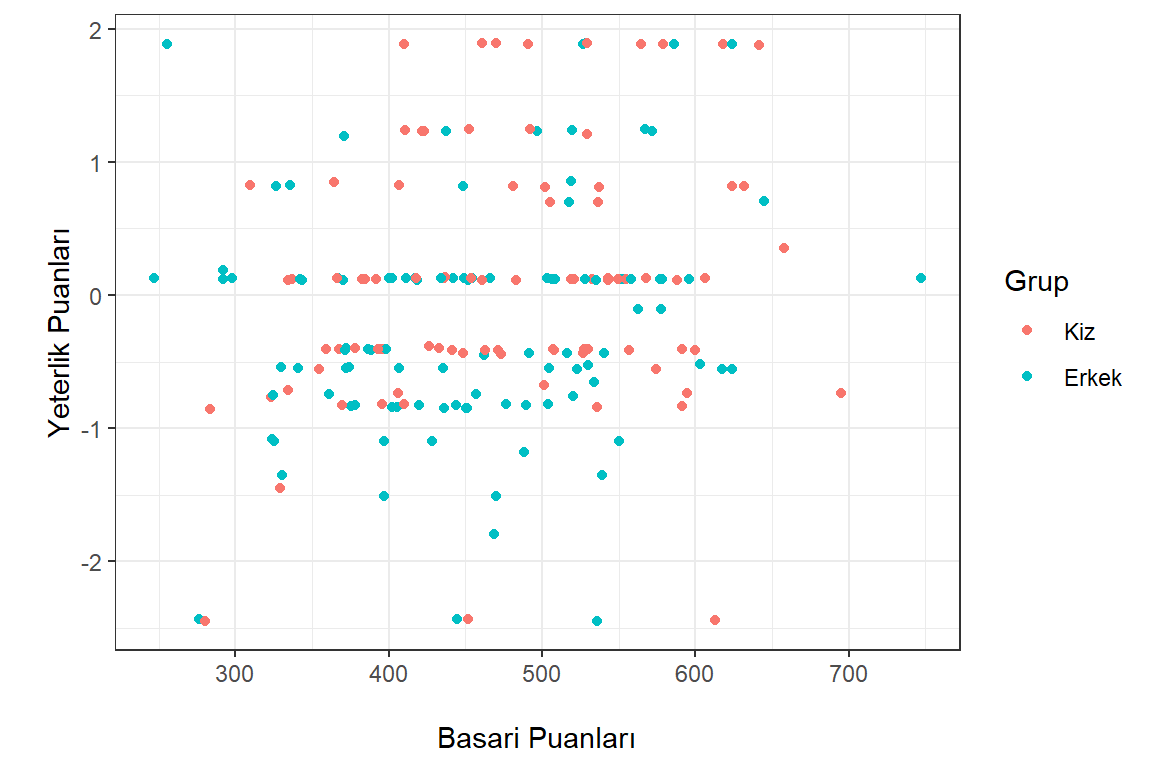 2
1
0
-1
-2
Yeterlik Puanları
300 400 500 600 700
Basari Puanları
Grup
Kiz
Erkek